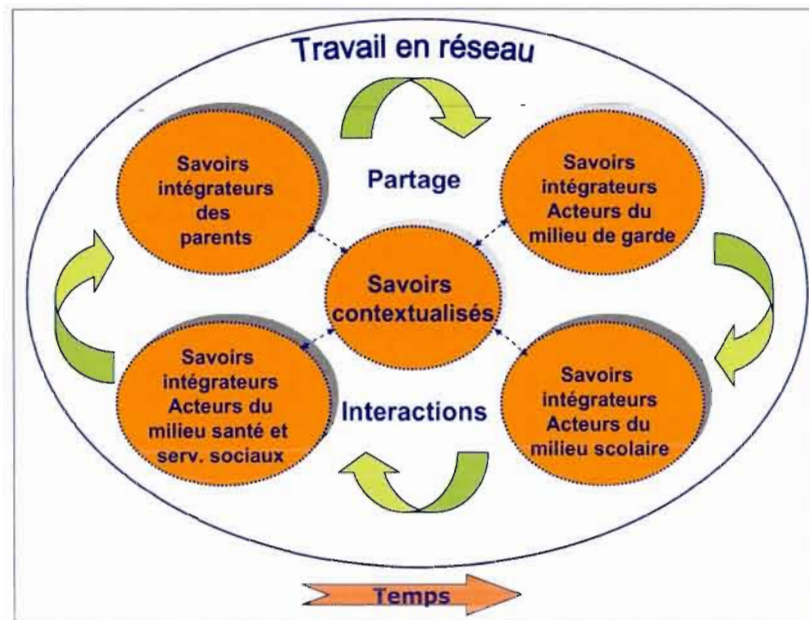 Travail en réseau
Savoirs
intégrateurs
des
parents
Partage
Savoirs
intégrateurs
Acteurs du
milieu de garde
Savoirs
contextualisés
Savoirs
intégrateurs
Acteurs du
milieu santé et
serv. sociaux
Interactions
Savoirs
intégrateurs
Acteurs du
milieu scolaire
Temps